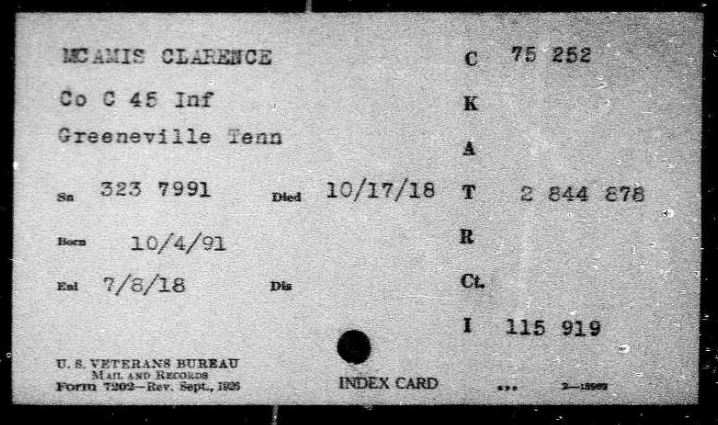 MC AMIS CLARENCE C 75 252
Co C 45 Inf K
Greeneville Tenn A
Sn 323 7991 Died 10/17/18 T 2 844 878
Born 10/4/91 R
Enl 7/8/18 Dis Ct.
I 115 919
U. S. VETERANS BUREAU
MAIL AND RECORDS
Form 7202—Rev. Sept., 1926 INDEX CARD